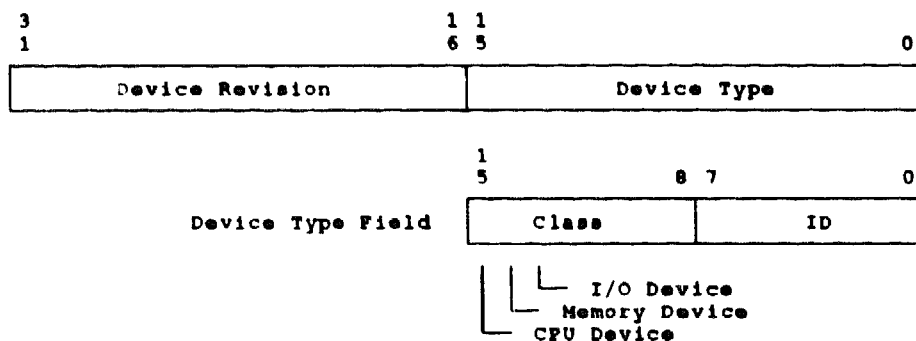 3 1 1
1 6 5 0
Device Revision Device Type
1
5 8 7 0
Device Type Field Class ID
I/O Device
Memory Device
CPU Device